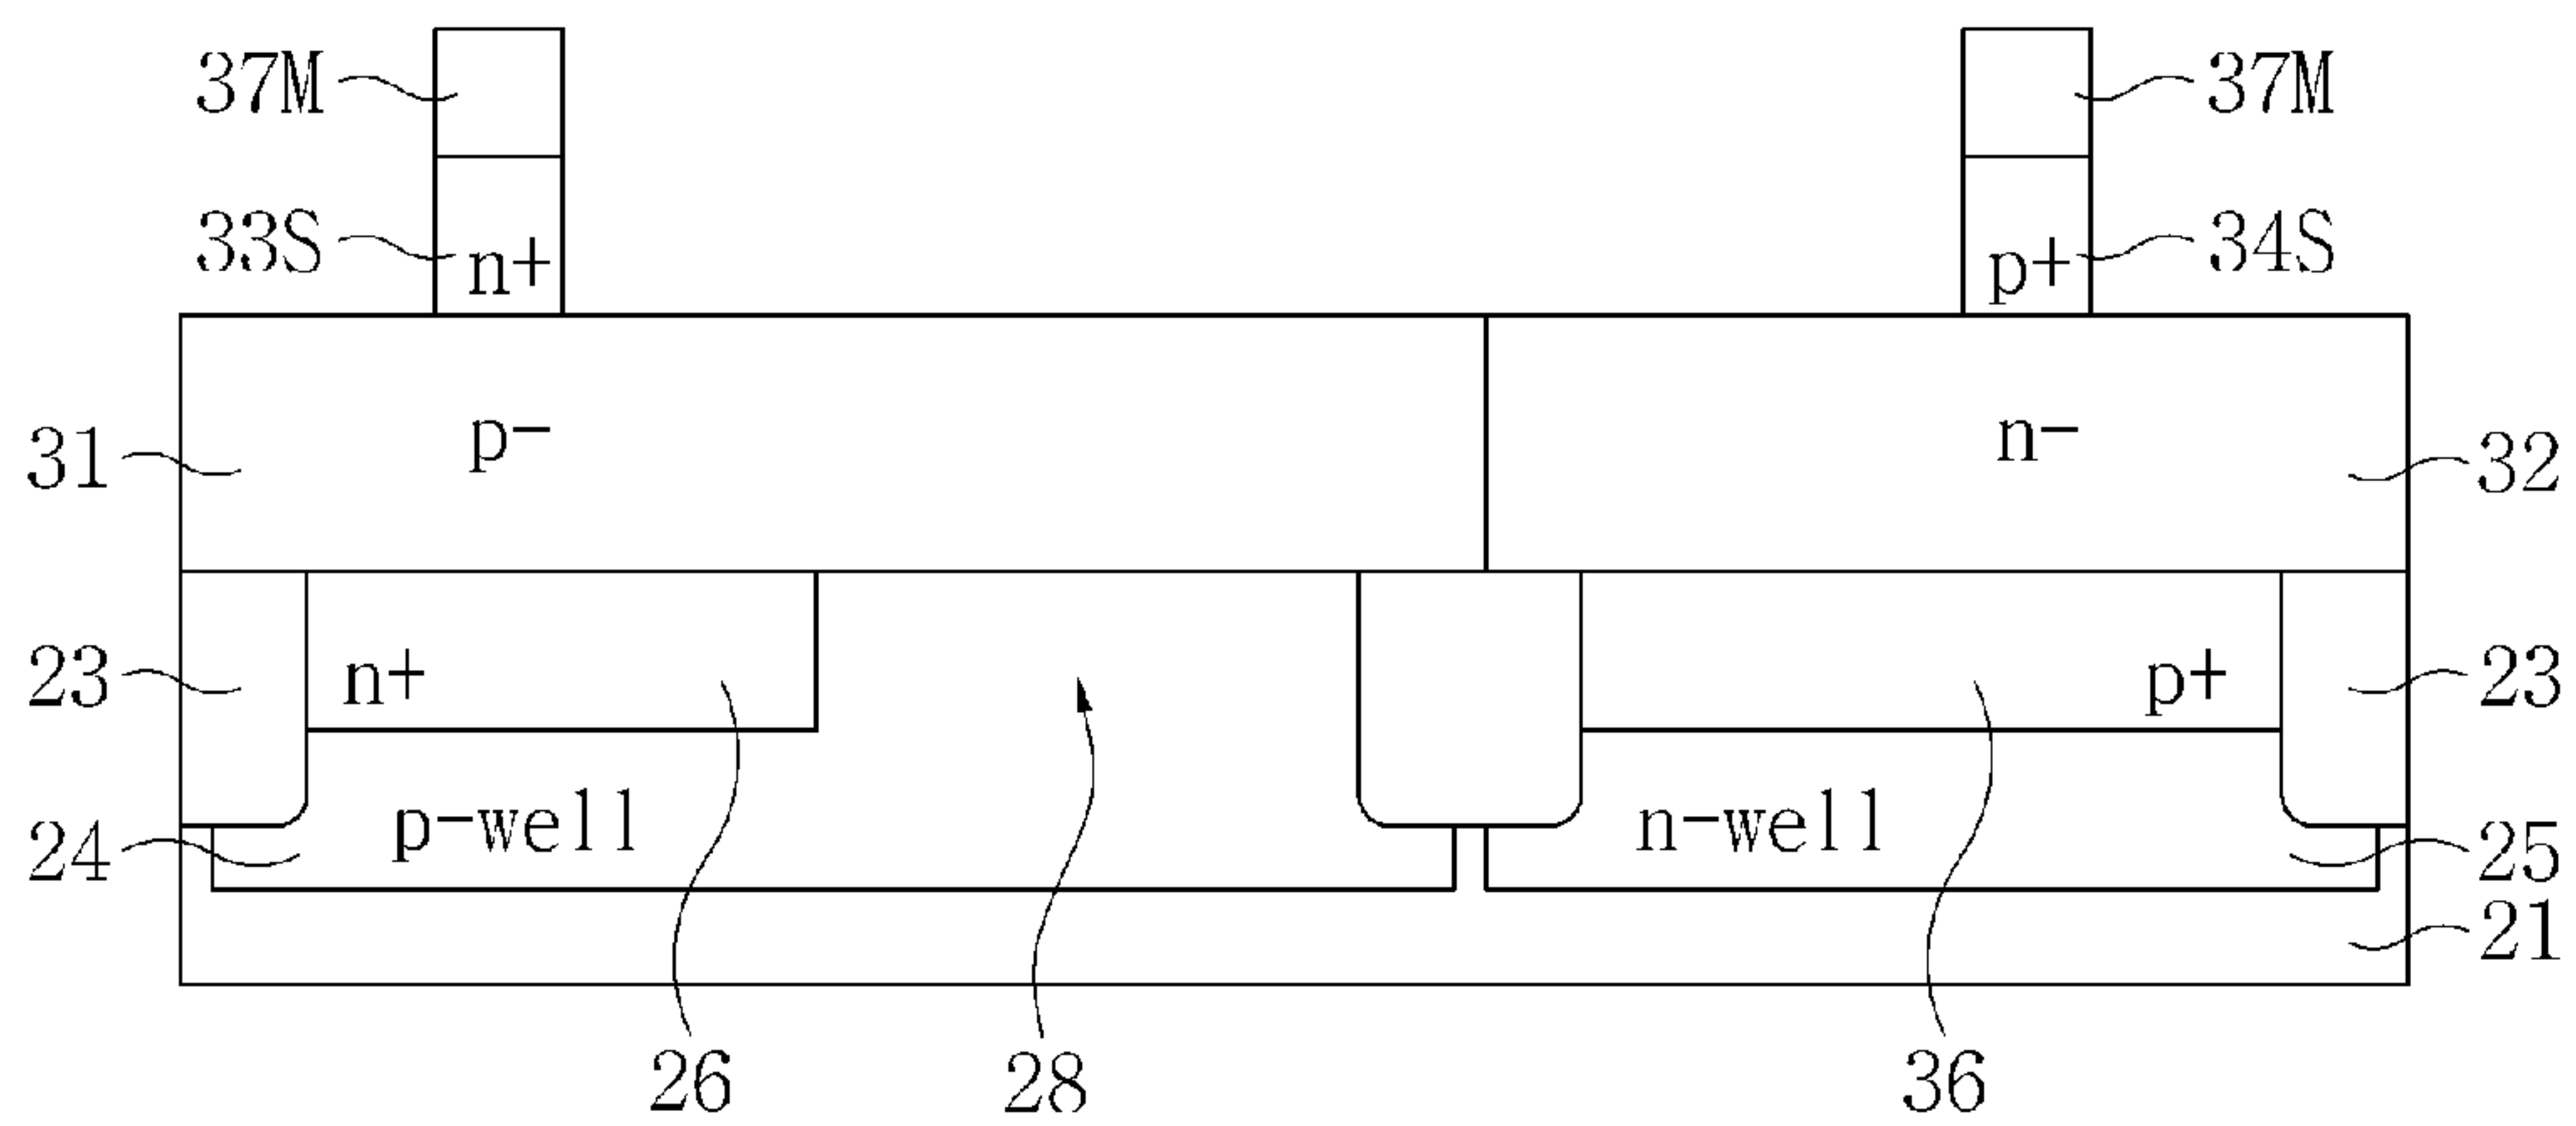 37M 37M
33S n+ p+ 34S
31 p- n- 32
23 n+ p+ 23
24 p-well n-well 25
21
26 28 36